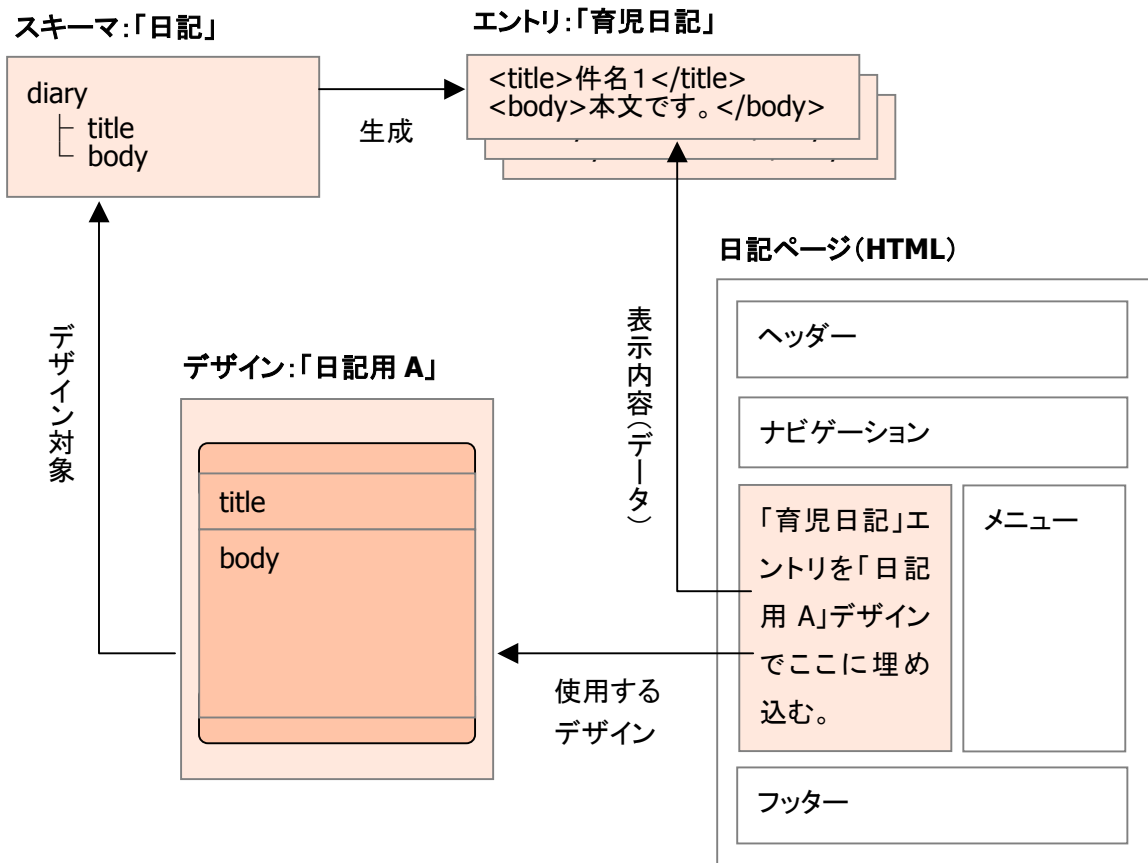 スキーマ：「日記」
diary
title
body
生成
エントリ：「育児日記」
<title>件名１</title>
<body>本文です。</body>
デザイン対象
デザイン：「日記用 A」
title
body
表示内容（データ）
使用する
デザイン
日記ページ（HTML）
ヘッダー
ナビゲーション
「育児日記」エ
ントリを「日記
用 A」デザイン
でここに埋め
込む。
メニュー
フッター